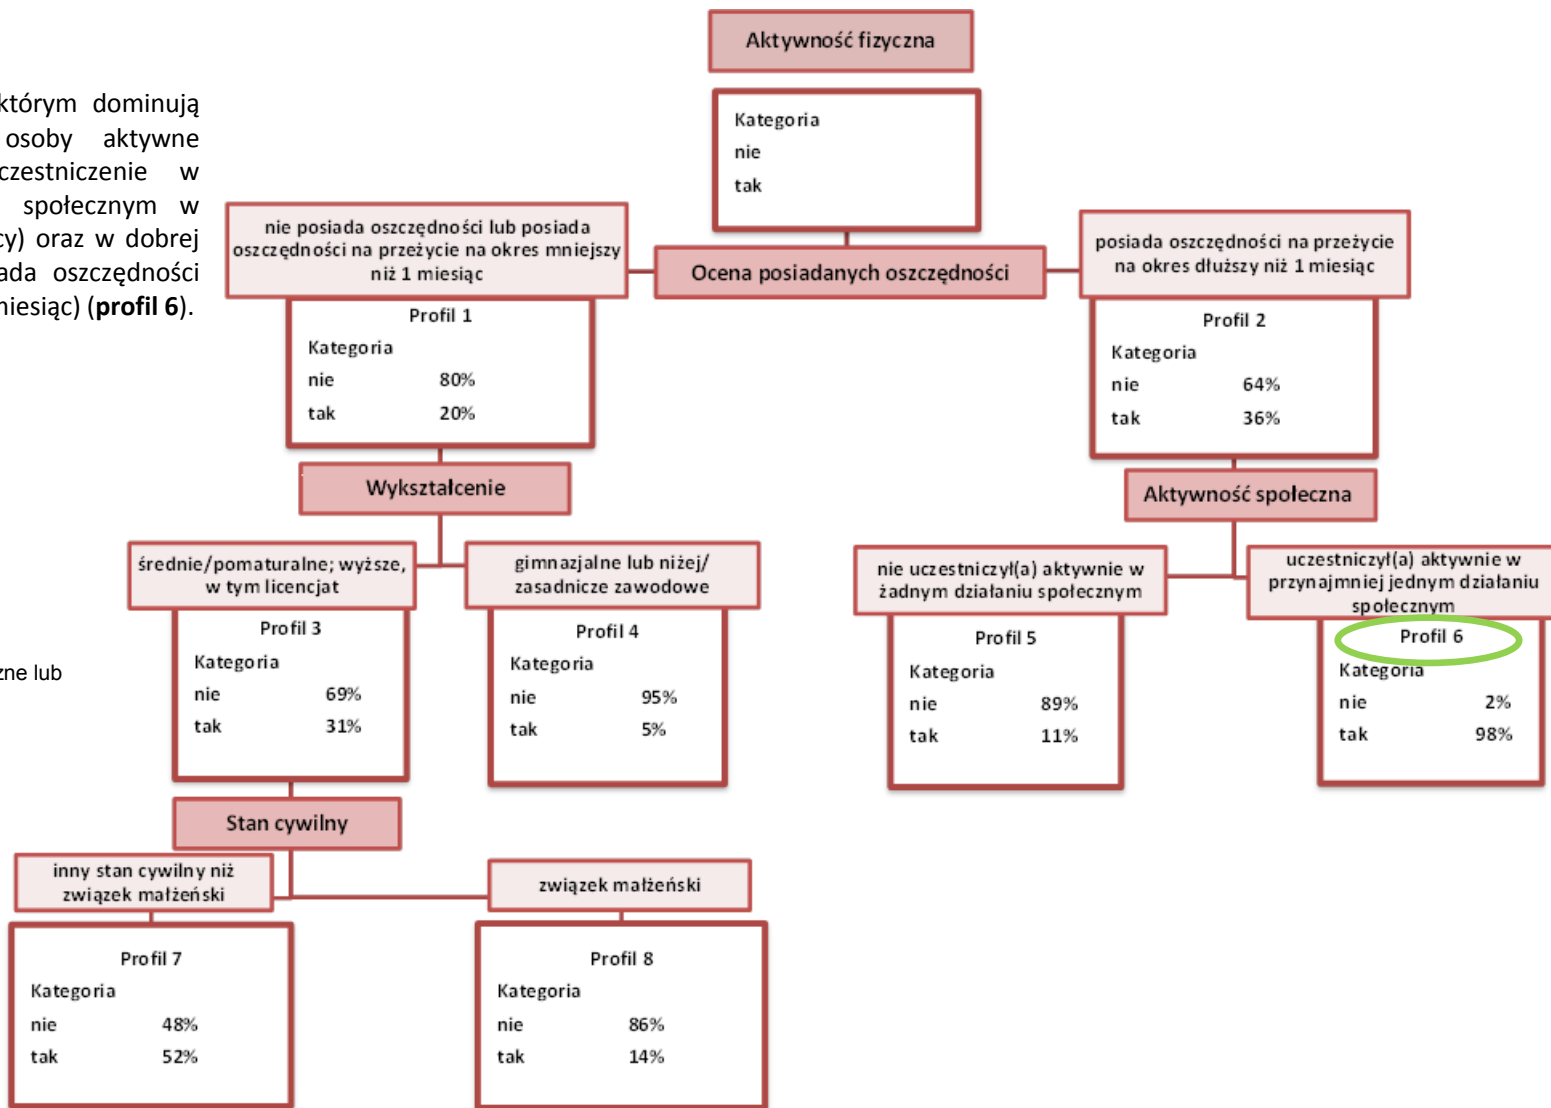 którym dominują
osoby aktywne
czestniczenie w
społecznym w
cy) oraz w dobrej
ada oszczędności
niesiąc) (profil 6).
zne lub
Aktywność fizyczna
Kategoria
nie
tak
Ocena posiadanych oszczędności
nie posiada oszczędności lub posiada
oszczędności na przeżycie na okres mniejszy
niż 1 miesiąc
Profil 1
Kategoria
nie 80%
tak 20%
posiada oszczędności na przeżycie
na okres dłuższy niż 1 miesiąc
Profil 2
Kategoria
nie 64%
tak 36%
Wykształcenie
Aktywność społeczna
średnie/pomaturalne; wyższe,
w tym licencjat
Profil 3
Kategoria
nie 69%
tak 31%
gimnazjalne lub niżej/
zasadnicze zawodowe
Profil 4
Kategoria
nie 95%
tak 5%
nie uczestniczył(a) aktywnie w
żadnym działaniu społecznym
Profil 5
Kategoria
nie 89%
tak 11%
uczestniczył(a) aktywnie w
przynajmniej jednym działaniu
społecznym
Profil 6
Kategoria
nie 2%
tak 98%
Stan cywilny
inny stan cywilny niż
związek małżeński
Profil 7
Kategoria
nie 48%
tak 52%
związek małżeński
Profil 8
Kategoria
nie 86%
tak 14%